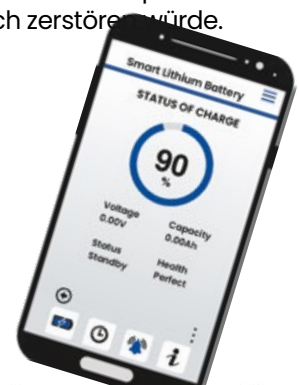 ch zerstören würde.
Smart Lithium Battery
STATUS OF CHARGE
90
%
Voltage
0.00V
Capacity
0.00Ah
Status
Standby
Health
Perfect
i